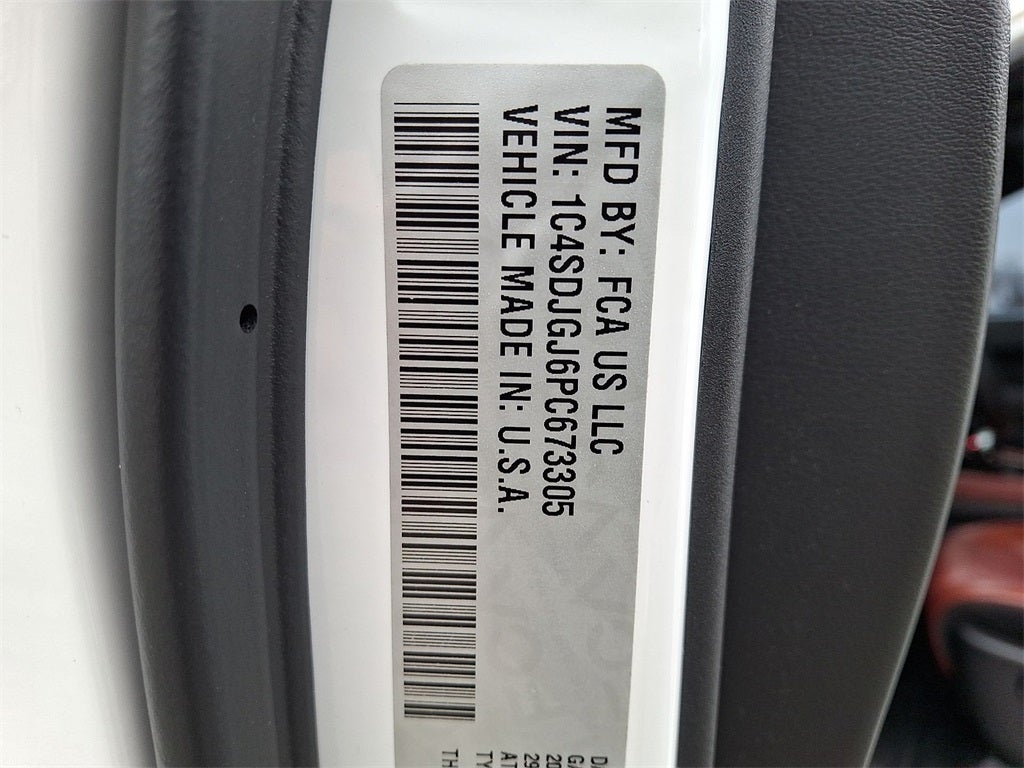 MFD BY: FCA US LLC
VIN: 1C4SDJGJ6PC673305
VEHICLE MADE IN: U.S.A.